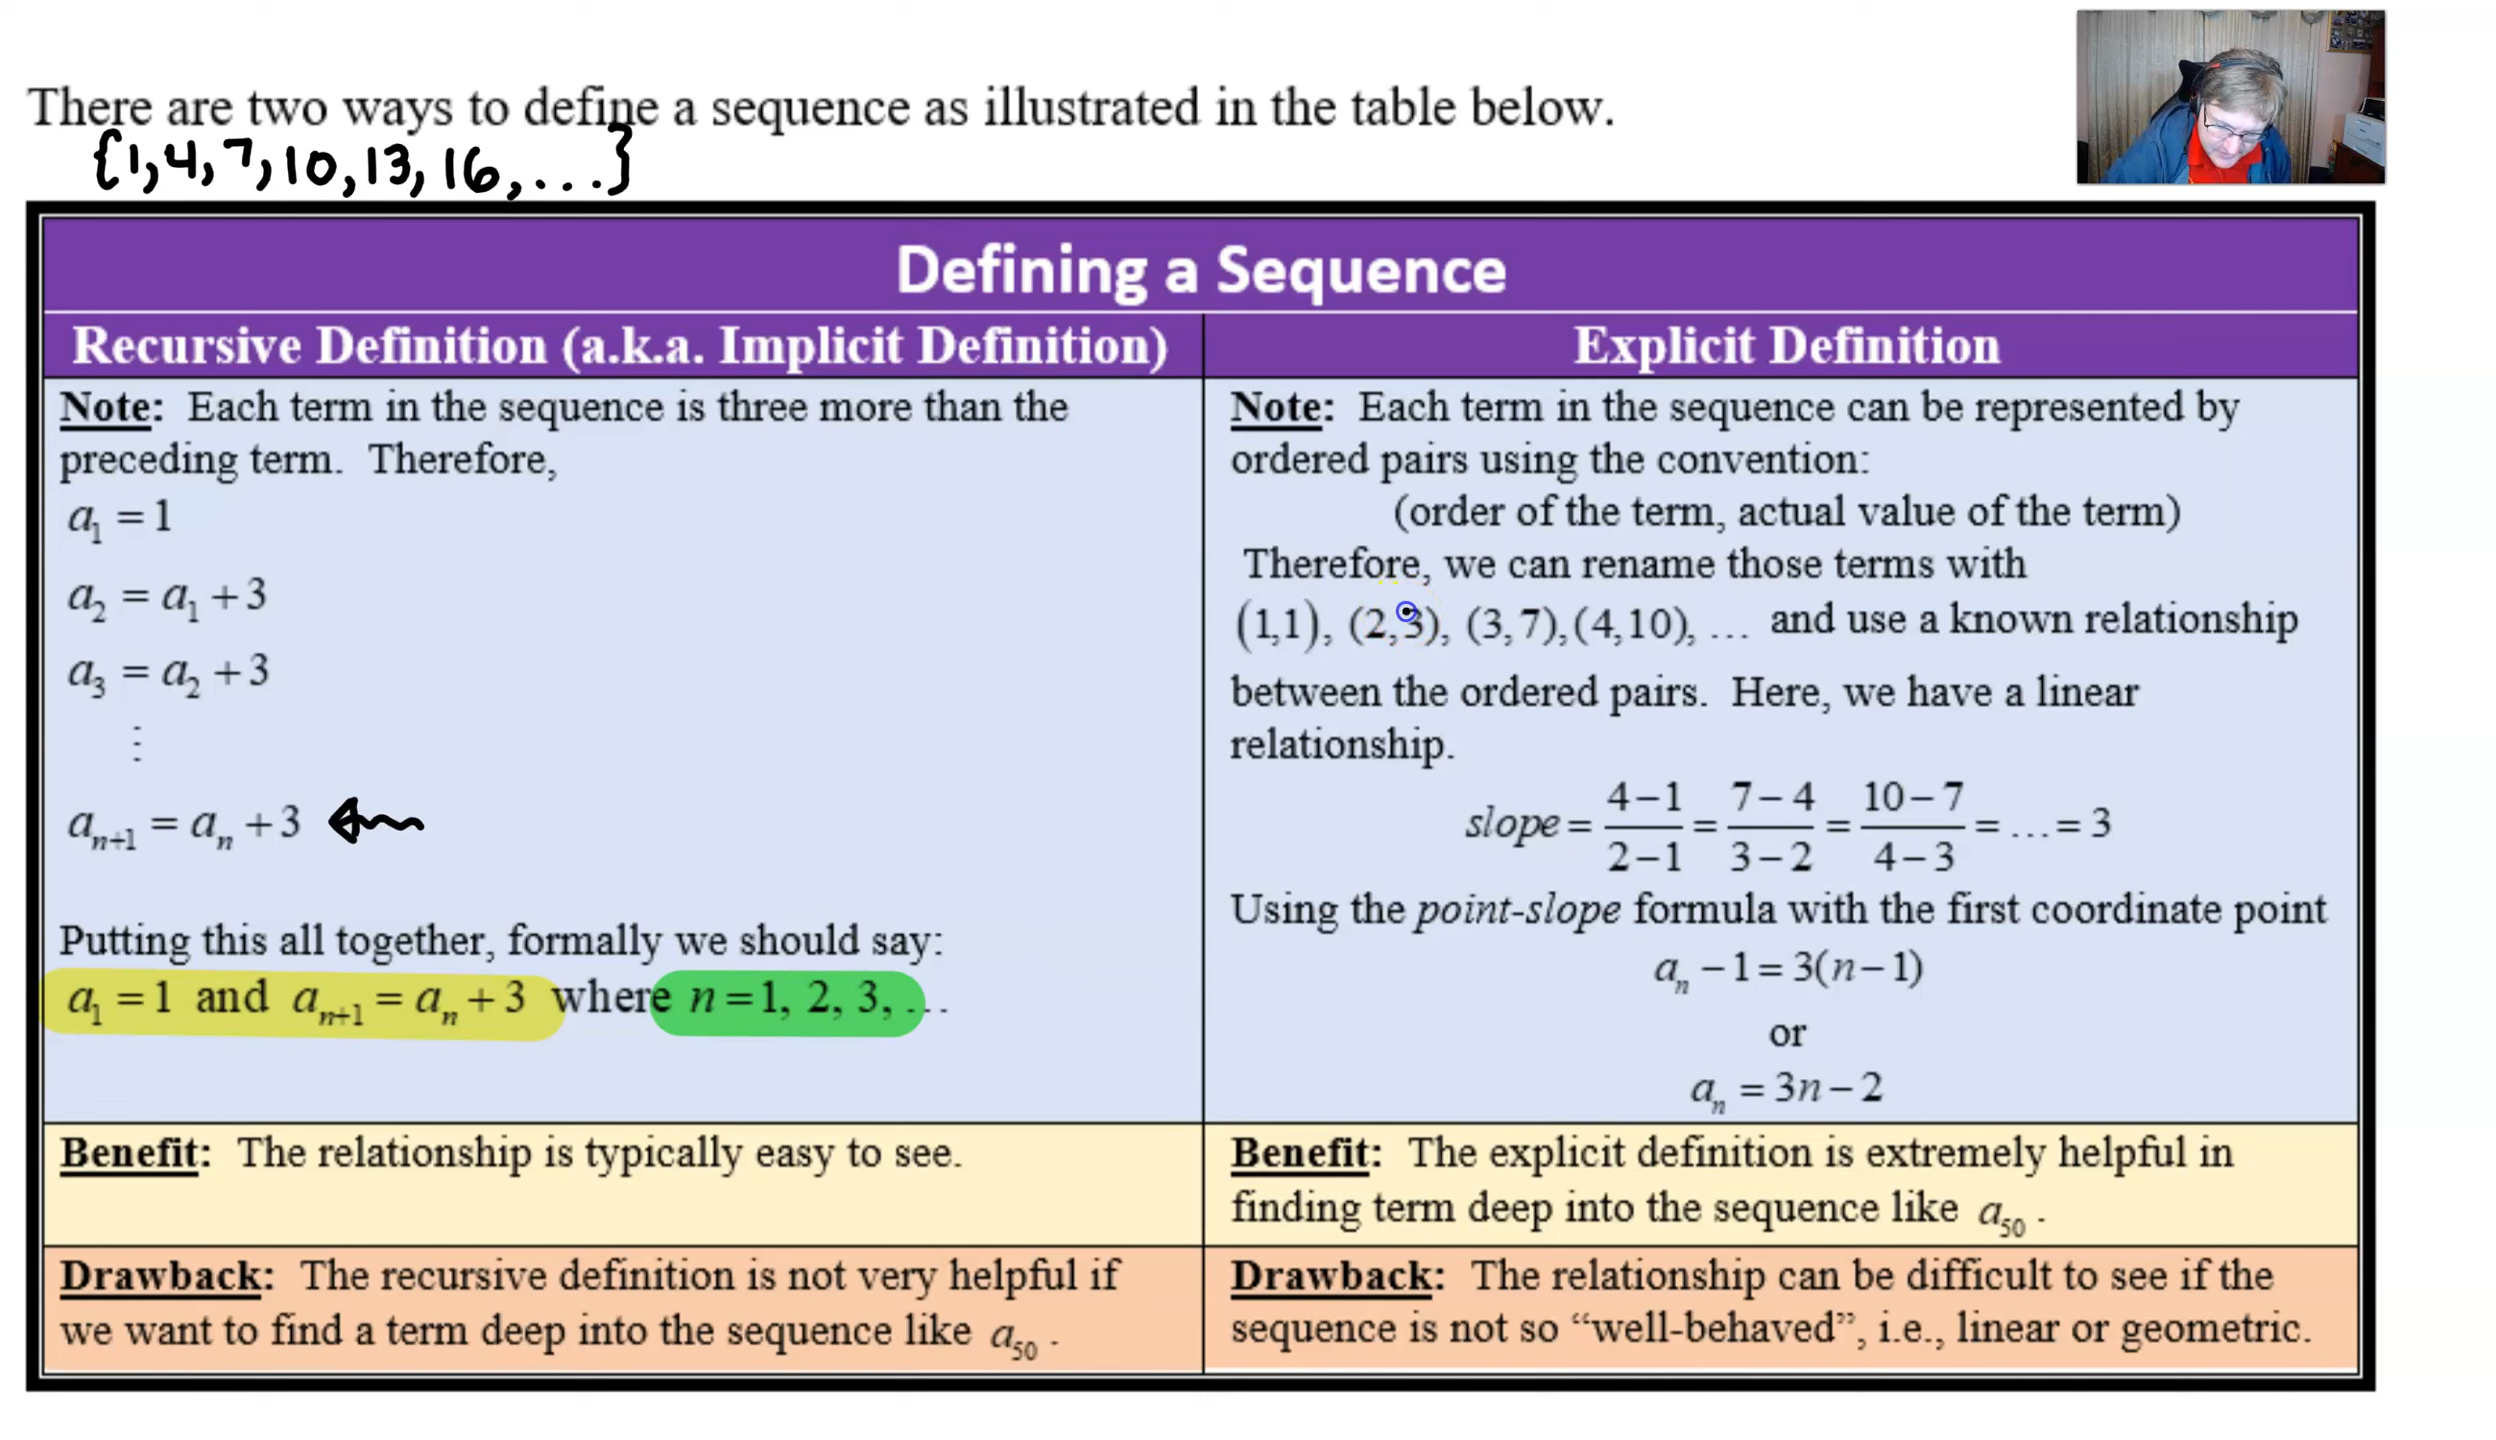 There are two ways to define a sequence as illustrated in the table below.
{1, 4, 7, 10, 13, 16, ...}
Defining a Sequence
Recursive Definition (a.k.a. Implicit Definition)
Note: Each term in the sequence is three more than the
preceding term. Therefore,
a₁ = 1
a₂ = a₁ + 3
a₃ = a₂ + 3
⋮
aₙ₊₁ = aₙ + 3
Putting this all together, formally we should say:
a₁ = 1 and aₙ₊₁ = aₙ + 3 where n = 1, 2, 3, …
Explicit Definition
Note: Each term in the sequence can be represented by
ordered pairs using the convention:
(order of the term, actual value of the term)
Therefore, we can rename those terms with
(1,1), (2,3), (3,7),(4,10), … and use a known relationship
between the ordered pairs. Here, we have a linear
relationship.
slope = (4−1)/(2−1) = (7−4)/(3−2) = (10−7)/(4−3) = … = 3
Using the point-slope formula with the first coordinate point
aₙ − 1 = 3(n − 1)
or
aₙ = 3n − 2
Benefit: The relationship is typically easy to see.
Benefit: The explicit definition is extremely helpful in
finding term deep into the sequence like a₅₀ .
Drawback: The recursive definition is not very helpful if
we want to find a term deep into the sequence like a₅₀ .
Drawback: The relationship can be difficult to see if the
sequence is not so “well-behaved”, i.e., linear or geometric.